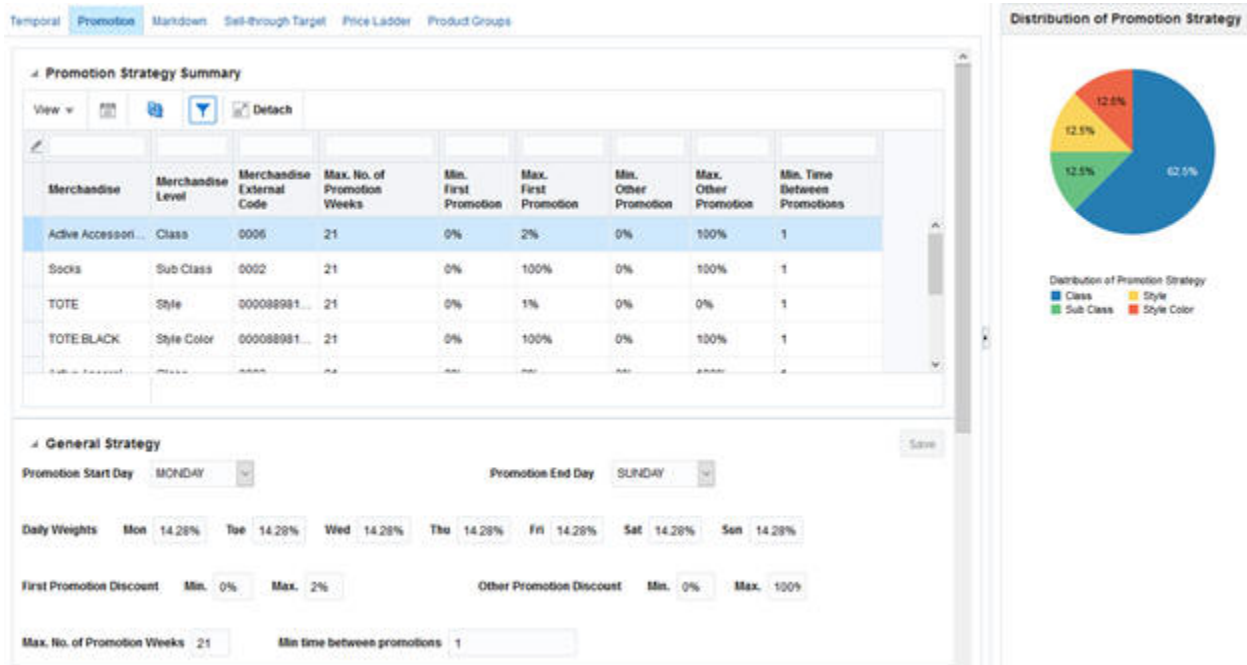 Temporal Promotion Markdown Sell-through Target Price Ladder Product Groups
Distribution of Promotion Strategy
Promotion Strategy Summary
View Detach
Merchandise Merchandise Level Merchandise External Code Max. No. of Promotion Weeks Min. First Promotion Max. First Promotion Min. Other Promotion Max. Other Promotion Min. Time Between Promotions
Active Accessori... Class 0006 21 0% 2% 0% 100% 1
Socks Sub Class 0002 21 0% 100% 0% 100% 1
TOTE Style 000088981... 21 0% 1% 0% 0% 1
TOTE:BLACK Style Color 000088981... 21 0% 100% 0% 100% 1
12.5%
12.5%
12.5% 62.5%
Distribution of Promotion Strategy
Class Style
Sub Class Style Color
General Strategy Save
Promotion Start Day MONDAY Promotion End Day SUNDAY
Daily Weights Mon 14.28% Tue 14.28% Wed 14.28% Thu 14.28% Fri 14.28% Sat 14.28% Sun 14.28%
First Promotion Discount Min. 0% Max. 2% Other Promotion Discount Min. 0% Max. 100%
Max. No. of Promotion Weeks 21 Min time between promotions 1